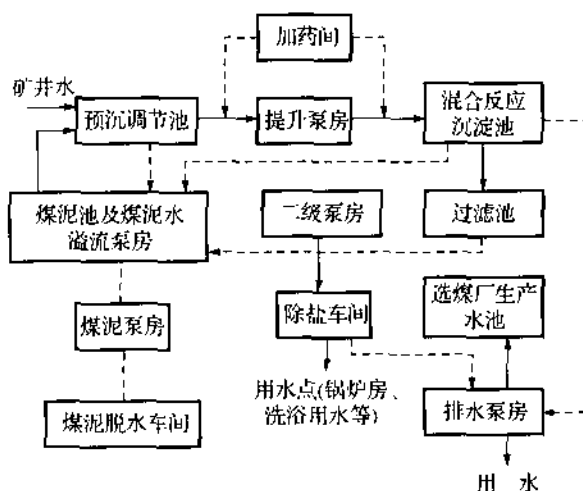 加药间
矿井水
预沉调节池
提升泵房
混合反应
沉淀池
煤泥池及煤泥水
溢流泵房
二级泵房
过滤池
煤泥泵房
除盐车间
选煤厂生产
水池
用水点(锅炉房、
洗浴用水等)
煤泥脱水车间
排水泵房
用 水